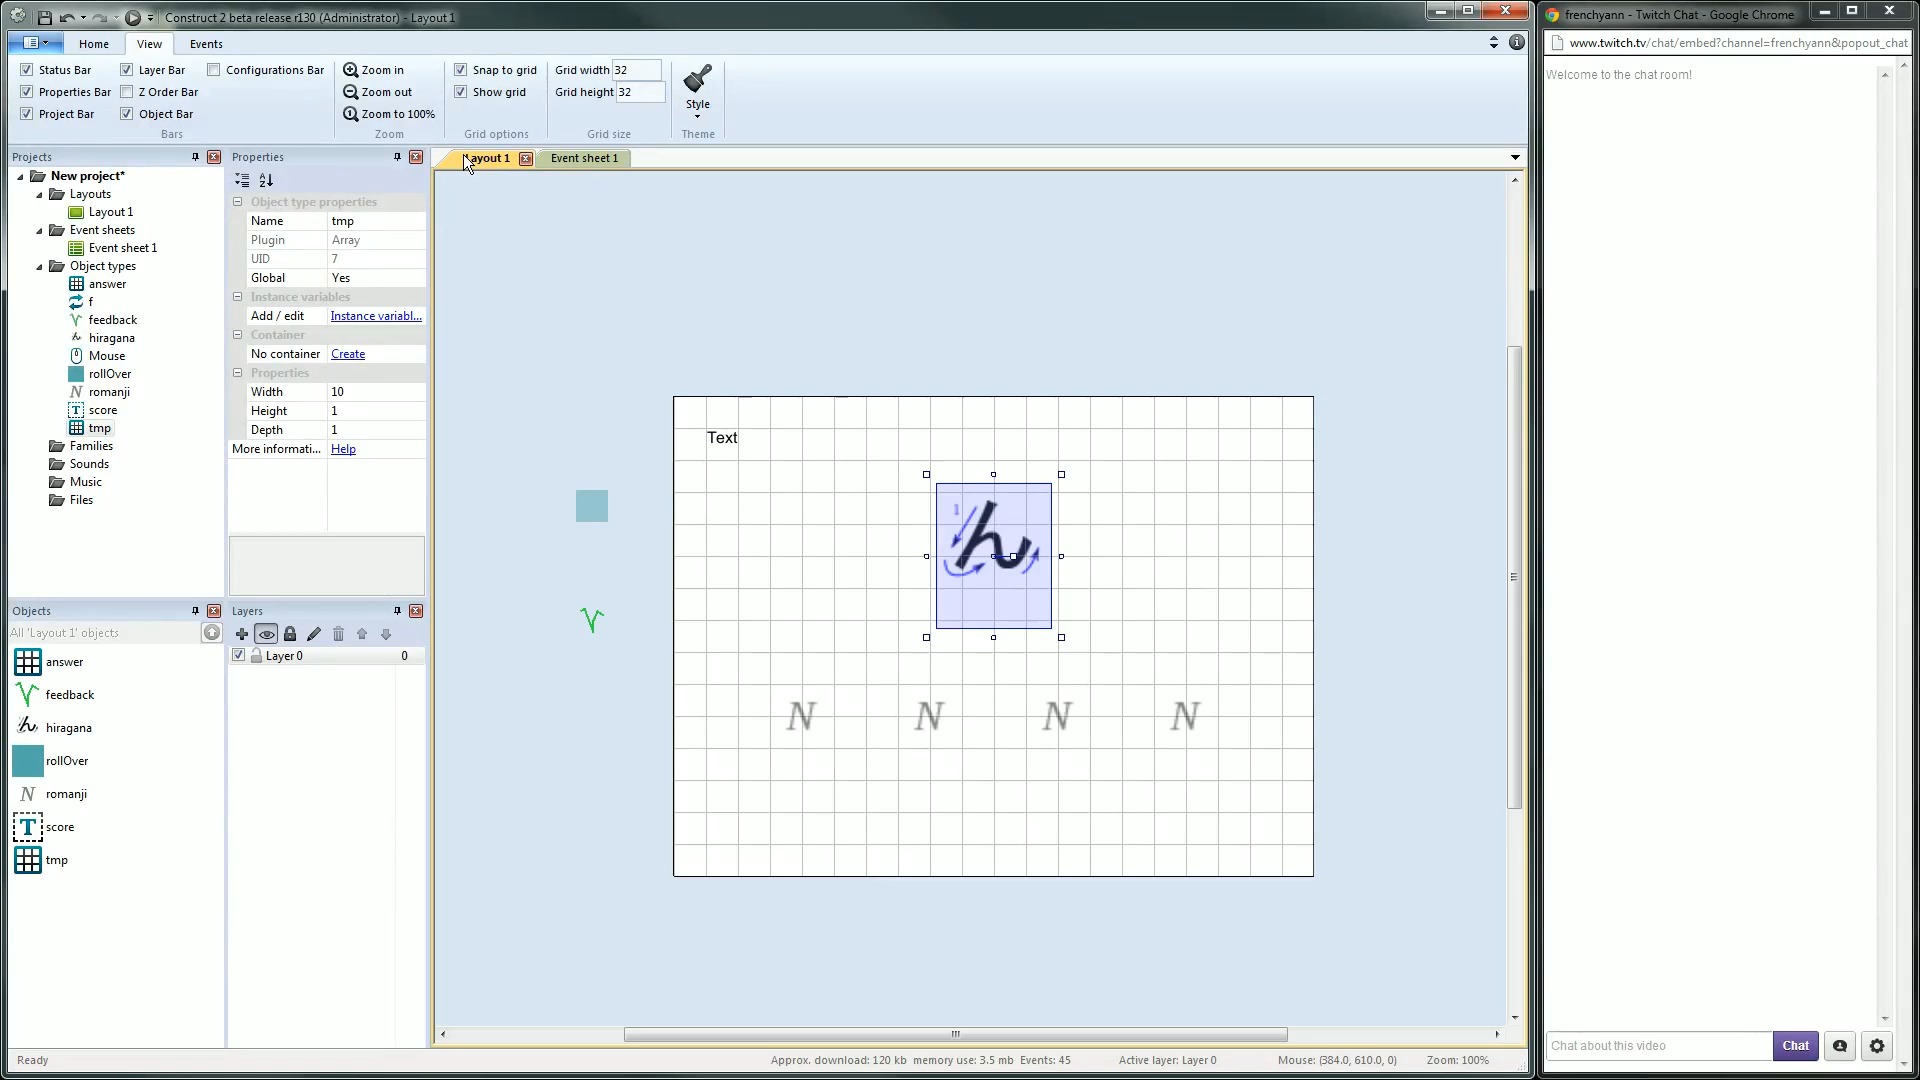 Construct 2 beta release r130 (Administrator) - Layout 1
Home View Events
Status Bar Layer Bar Configurations Bar Zoom in Snap to grid Grid width 32
Properties Bar Z Order Bar Zoom out Show grid Grid height 32
Project Bar Object Bar Zoom to 100% Style
Bars Zoom Grid options Grid size Theme
Projects
New project*
Layouts
Layout 1
Event sheets
Event sheet 1
Object types
answer
f
feedback
hiragana
Mouse
rollOver
romanji
score
tmp
Families
Sounds
Music
Files
Properties
Object type properties
Name tmp
Plugin Array
UID 7
Global Yes
Instance variables
Add / edit Instance variabl...
Container
No container Create
Properties
Width 10
Height 1
Depth 1
More informati... Help
Objects
All 'Layout 1' objects
answer
feedback
hiragana
rollOver
N romanji
T score
tmp
Layers
Layer 0 0
Layout 1 Event sheet 1
Text
1
ん
N N N N
Ready Approx. download: 120 kb memory use: 3.5 mb Events: 45 Active layer: Layer 0 Mouse: (384.0, 610.0, 0) Zoom: 100%
frenchyann - Twitch Chat - Google Chrome
www.twitch.tv/chat/embed?channel=frenchyann&popout_chat
Welcome to the chat room!
Chat about this video Chat